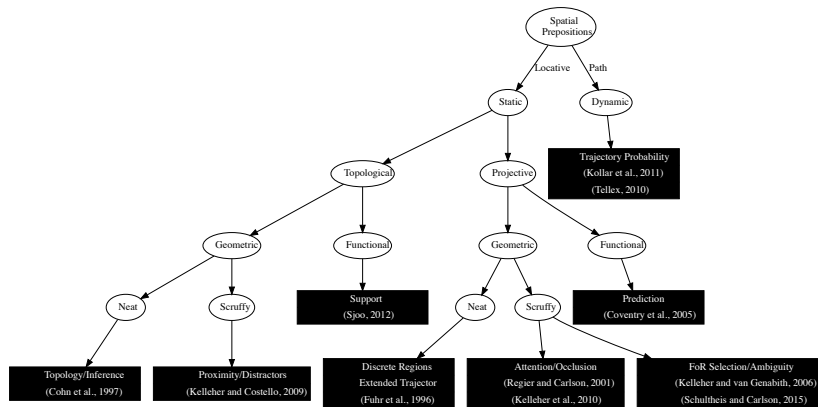 Spatial
Prepositions
Locative
Path
Static
Dynamic
Trajectory Probability
(Kollar et al., 2011)
(Tellex, 2010)
Topological
Projective
Geometric
Functional
Geometric
Functional
Neat
Scruffy
Support
(Sjoo, 2012)
Neat
Scruffy
Prediction
(Coventry et al., 2005)
Topology/Inference
(Cohn et al., 1997)
Proximity/Distractors
(Kelleher and Costello, 2009)
Discrete Regions
Extended Trajector
(Fuhr et al., 1996)
Attention/Occlusion
(Regier and Carlson, 2001)
(Kelleher et al., 2010)
FoR Selection/Ambiguity
(Kelleher and van Genabith, 2006)
(Schultheis and Carlson, 2015)